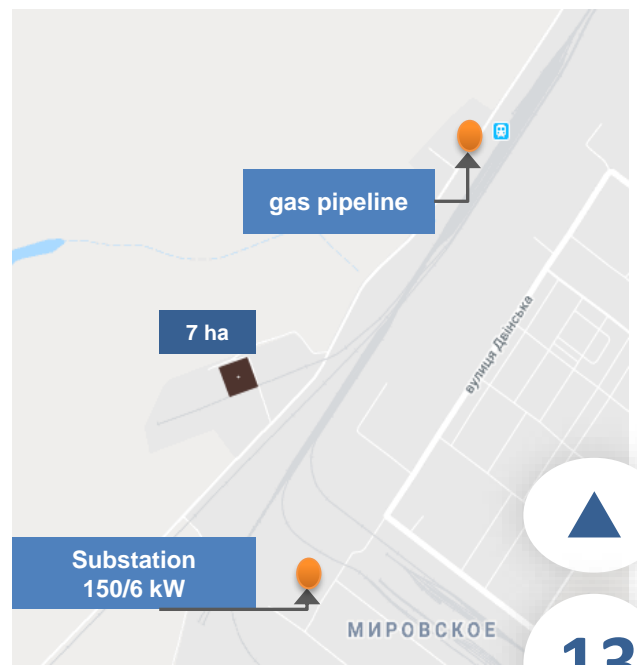 gas pipeline
7 ha
вулиця Двінська
Substation
150/6 kW
МИРОВСКОЕ
13